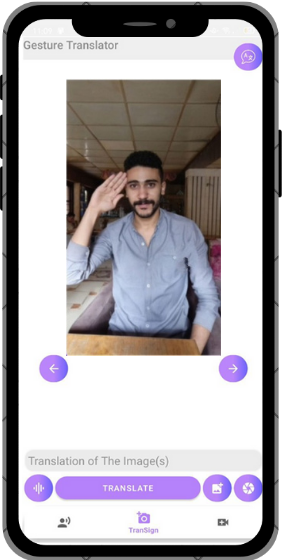 Gesture Translator
Translation of The Image(s)
TRANSLATE
TranSign